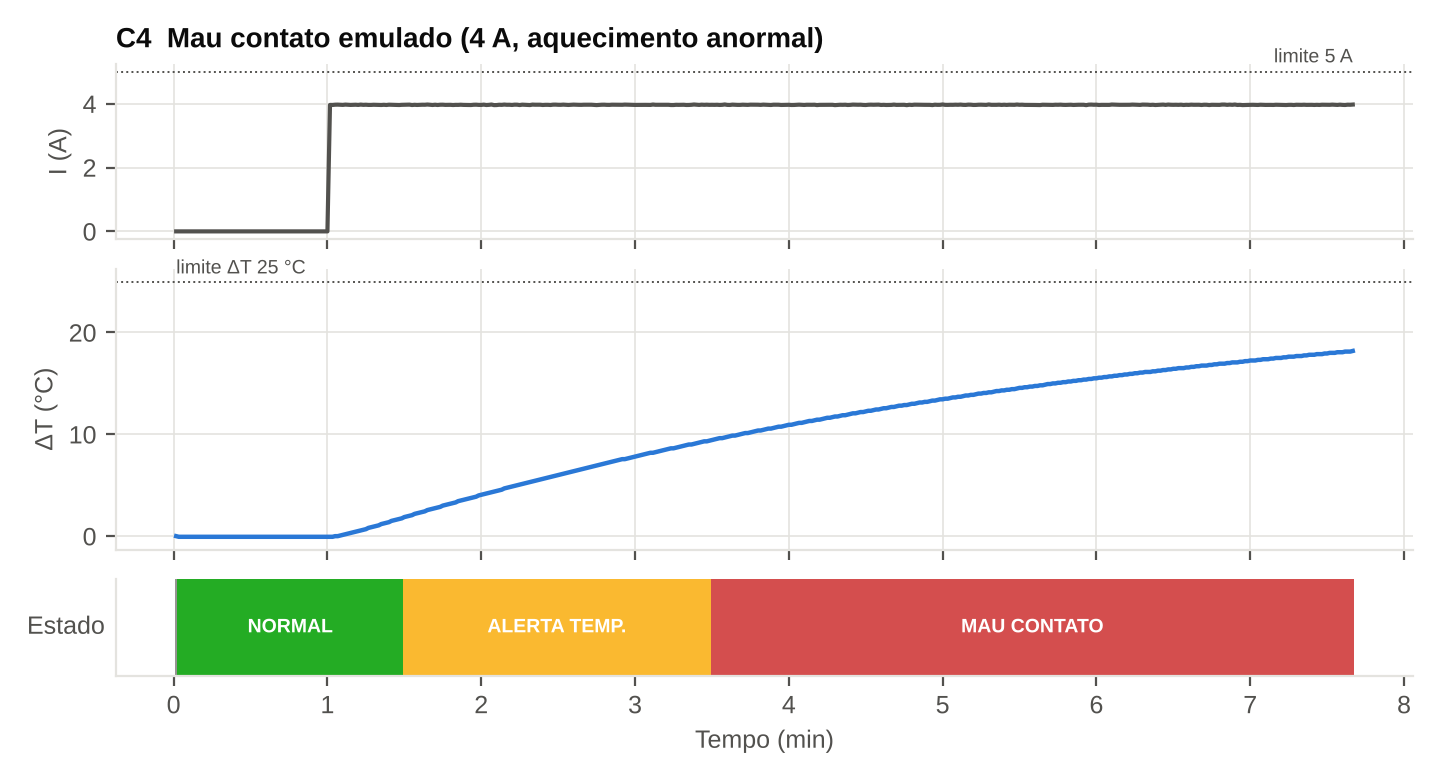 C4  Mau contato emulado (4 A, aquecimento anormal)
limite 5 A
4
2
0
I (A)
limite ΔT 25 °C
20
10
0
ΔT (°C)
Estado
NORMAL
ALERTA TEMP.
MAU CONTATO
0 1 2 3 4 5 6 7 8
Tempo (min)